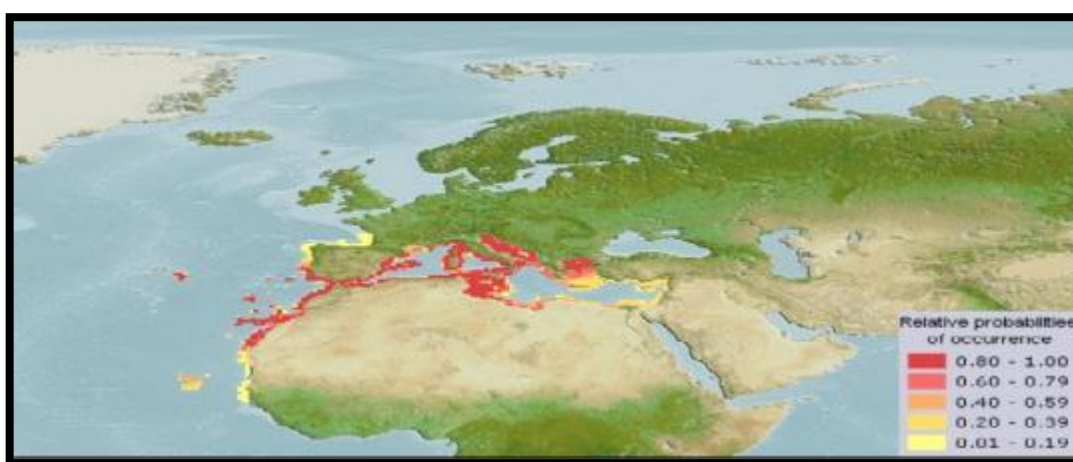 Relative probabilities
of occurrence
0.80 - 1.00
0.60 - 0.79
0.40 - 0.59
0.20 - 0.39
0.01 - 0.19